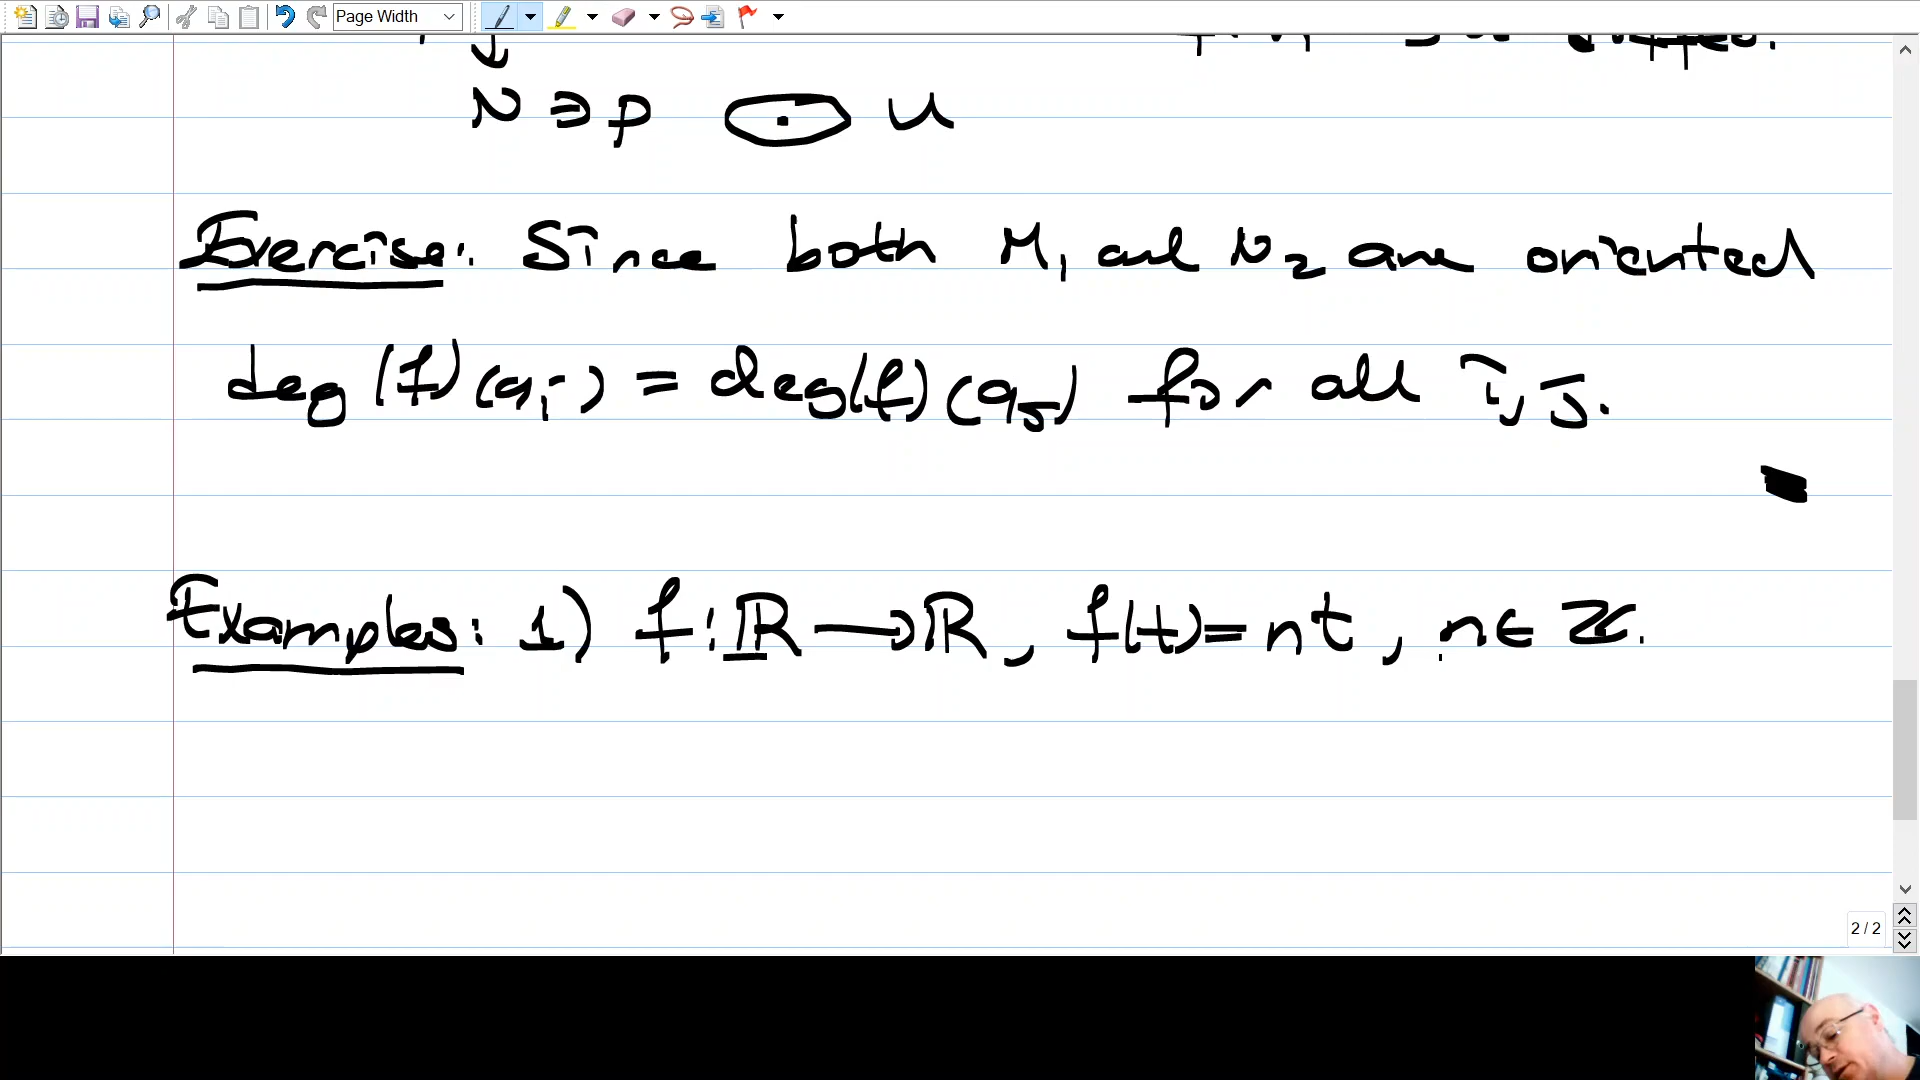 Page Width
N ∋ p U
Exercise: Since both M₁ and N₂ are oriented
deg(f)(qᵢ) = deg(f)(qⱼ) for all i, j.
Examples: 1) f: ℝ → ℝ, f(t) = nt, n ∈ ℤ.
2 / 2